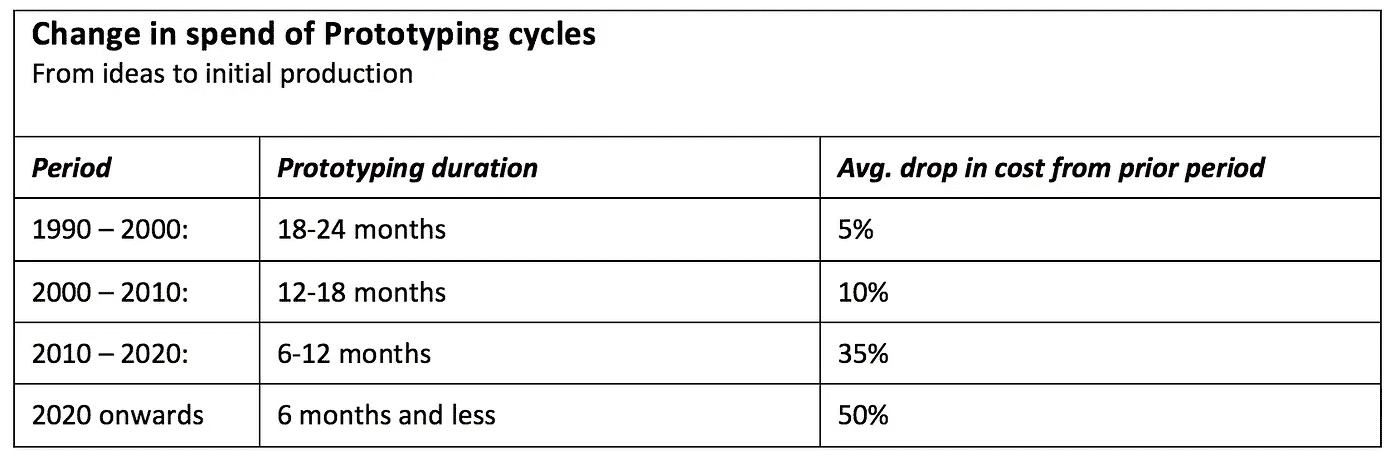 Change in spend of Prototyping cycles
From ideas to initial production
Period Prototyping duration Avg. drop in cost from prior period
1990 – 2000: 18-24 months 5%
2000 – 2010: 12-18 months 10%
2010 – 2020: 6-12 months 35%
2020 onwards 6 months and less 50%